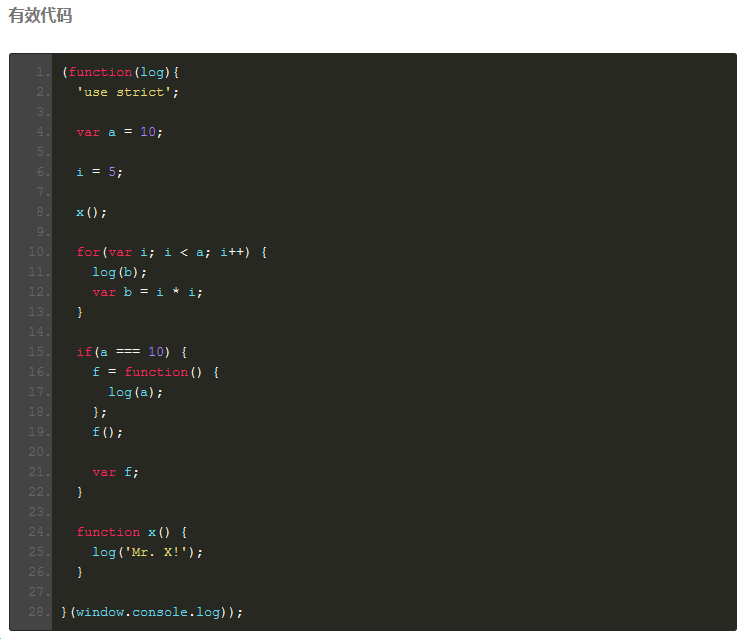 有效代码
1. (function(log){
2.   'use strict';
3.
4.   var a = 10;
5.
6.   i = 5;
7.
8.   x();
9.
10.   for(var i; i < a; i++) {
11.     log(b);
12.     var b = i * i;
13.   }
14.
15.   if(a === 10) {
16.     f = function() {
17.       log(a);
18.     };
19.     f();
20.
21.     var f;
22.   }
23.
24.   function x() {
25.     log('Mr. X!');
26.   }
27.
28. }(window.console.log));